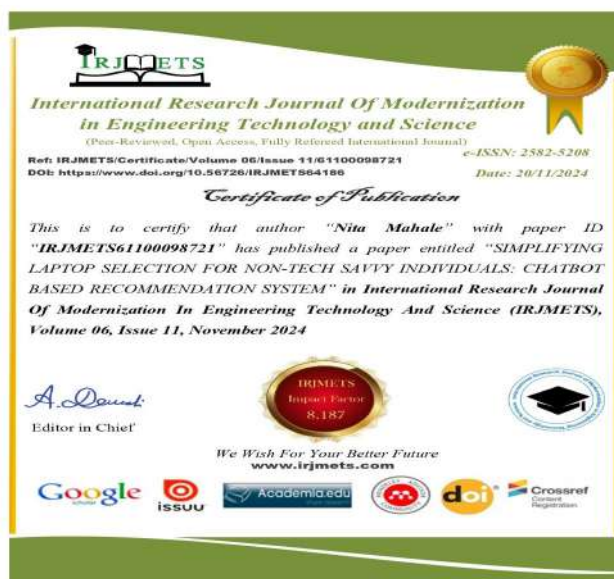 IRJMETS
International Research Journal Of Modernization
in Engineering Technology and Science
(Peer-Reviewed, Open Access, Fully Refereed International Journal)
e-ISSN: 2582-5208
Ref: IRJMETS/Certificate/Volume 06/Issue 11/61100098721
DOI: https://www.doi.org/10.56726/IRJMETS64186
Date: 20/11/2024
Certificate of Publication
This is to certify that author "Nita Mahale" with paper ID
"IRJMETS61100098721" has published a paper entitled "SIMPLIFYING
LAPTOP SELECTION FOR NON-TECH SAVVY INDIVIDUALS: CHATBOT
BASED RECOMMENDATION SYSTEM" in International Research Journal
Of Modernization In Engineering Technology And Science (IRJMETS),
Volume 06, Issue 11, November 2024
IRJMETS
Impact Factor
8.187
Editor in Chief
We Wish For Your Better Future
www.irjmets.com
Google
scholar
issuu
Academia.edu
doi
Crossref
Content
Registration